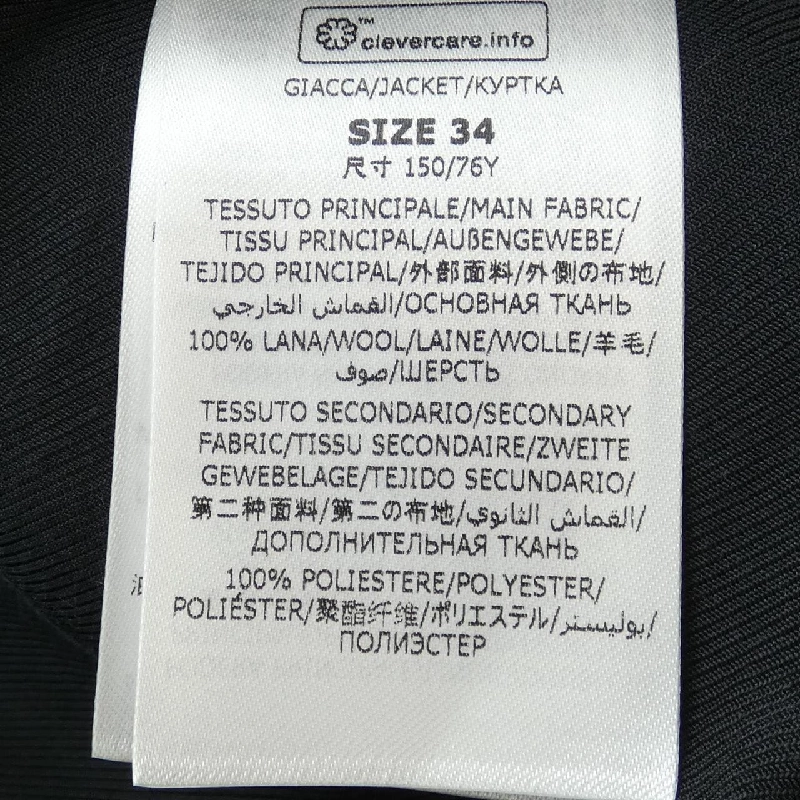 ™
clevercare.info
GIACCA/JACKET/КУРТКА
SIZE 34
尺寸 150/76Y
TESSUTO PRINCIPALE/MAIN FABRIC/
TISSU PRINCIPAL/AUßENGEWEBE/
TEJIDO PRINCIPAL/外部面料/外側の布地/
القماش الخارجي/ОСНОВНАЯ ТКАНЬ
100% LANA/WOOL/LAINE/WOLLE/羊毛/
صوف/ШЕРСТЬ
TESSUTO SECONDARIO/SECONDARY
FABRIC/TISSU SECONDAIRE/ZWEITE
GEWEBELAGE/TEJIDO SECUNDARIO/
第二种面料/第二の布地/القماش الثانوي/
ДОПОЛНИТЕЛЬНАЯ ТКАНЬ
100% POLIESTERE/POLYESTER/
POLIÉSTER/聚酯纤维/ポリエステル/بوليستر/
ПОЛИЭСТЕР